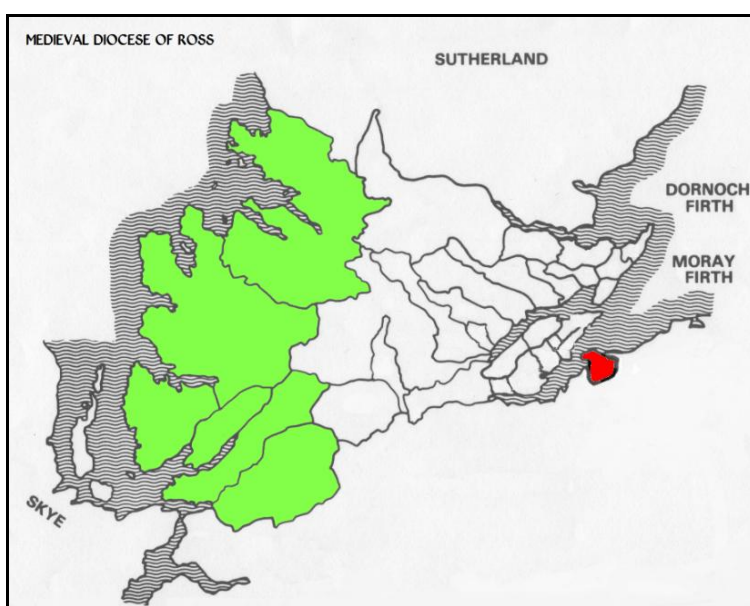 MEDIEVAL DIOCESE OF ROSS
SUTHERLAND
DORNOCH
FIRTH
MORAY
FIRTH
SKYE